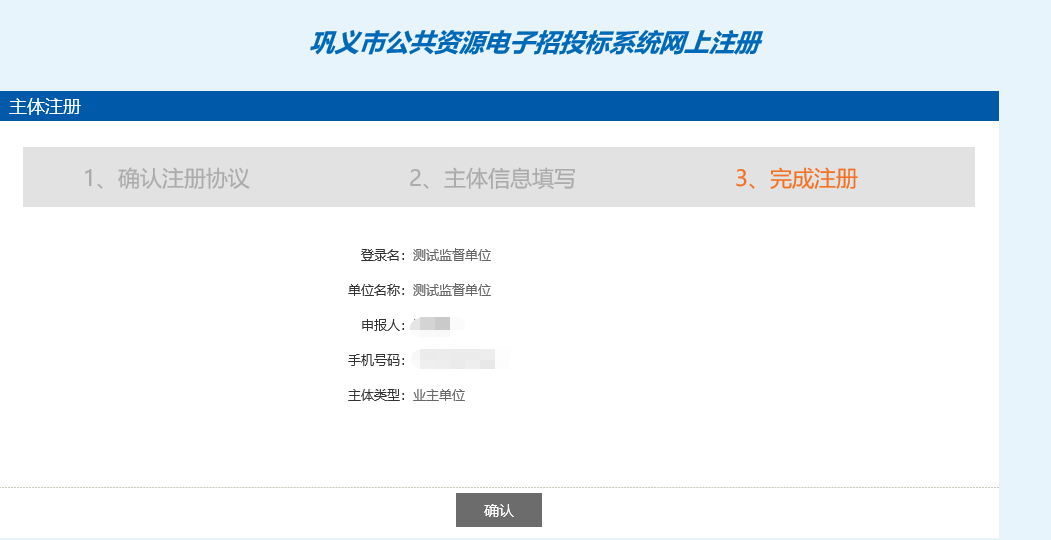 巩义市公共资源电子招投标系统网上注册
主体注册
1、确认注册协议 2、主体信息填写 3、完成注册
登录名：测试监督单位
单位名称：测试监督单位
申报人：
手机号码：
主体类型：业主单位
确认